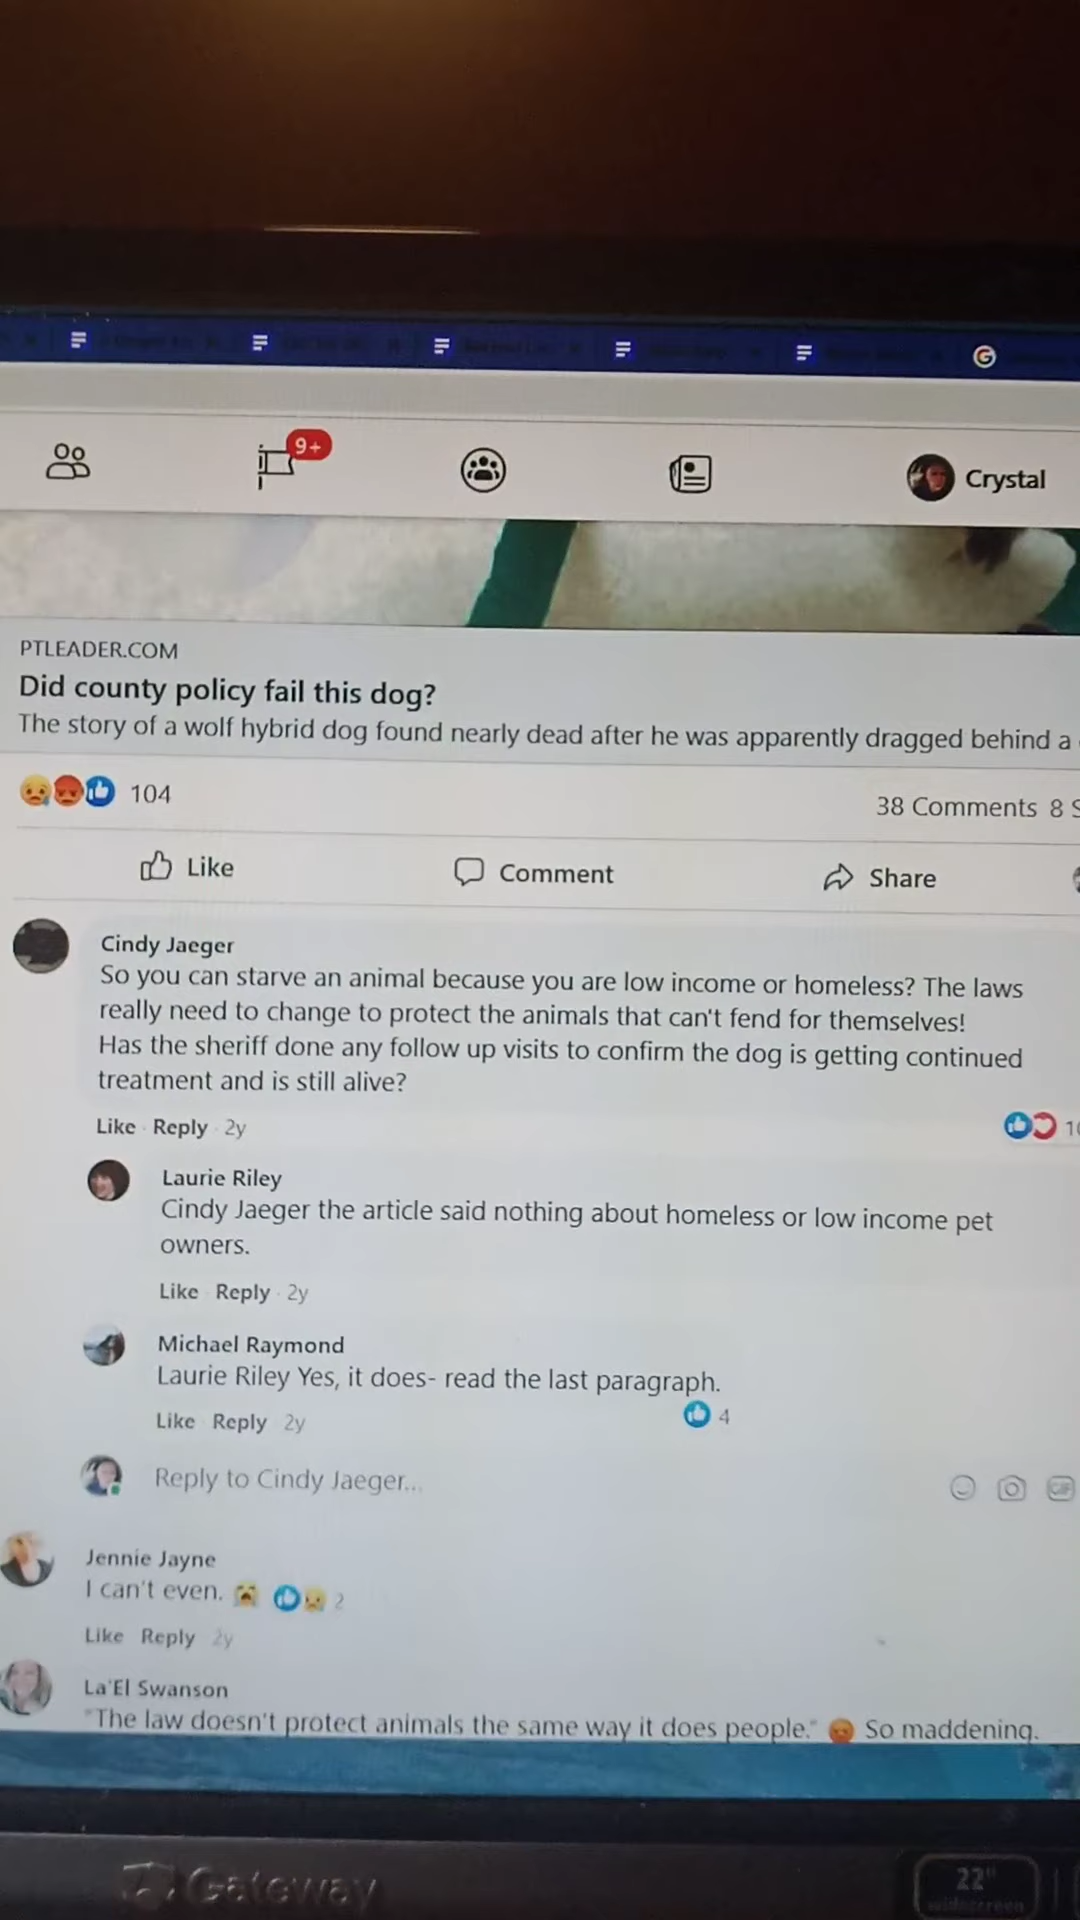 9+
Crystal
PTLEADER.COM
Did county policy fail this dog?
The story of a wolf hybrid dog found nearly dead after he was apparently dragged behind a
104
38 Comments 8
Like
Comment
Share
Cindy Jaeger
So you can starve an animal because you are low income or homeless? The laws
really need to change to protect the animals that can't fend for themselves!
Has the sheriff done any follow up visits to confirm the dog is getting continued
treatment and is still alive?
Like · Reply · 2y
Laurie Riley
Cindy Jaeger the article said nothing about homeless or low income pet
owners.
Like · Reply · 2y
Michael Raymond
Laurie Riley Yes, it does- read the last paragraph.
4
Like Reply 2y
Reply to Cindy Jaeger...
GIF
Jennie Jayne
I can't even. 2
Like Reply 2y
La'El Swanson
"The law doesn't protect animals the same way it does people." So maddening.
Gateway
22"
widescreen